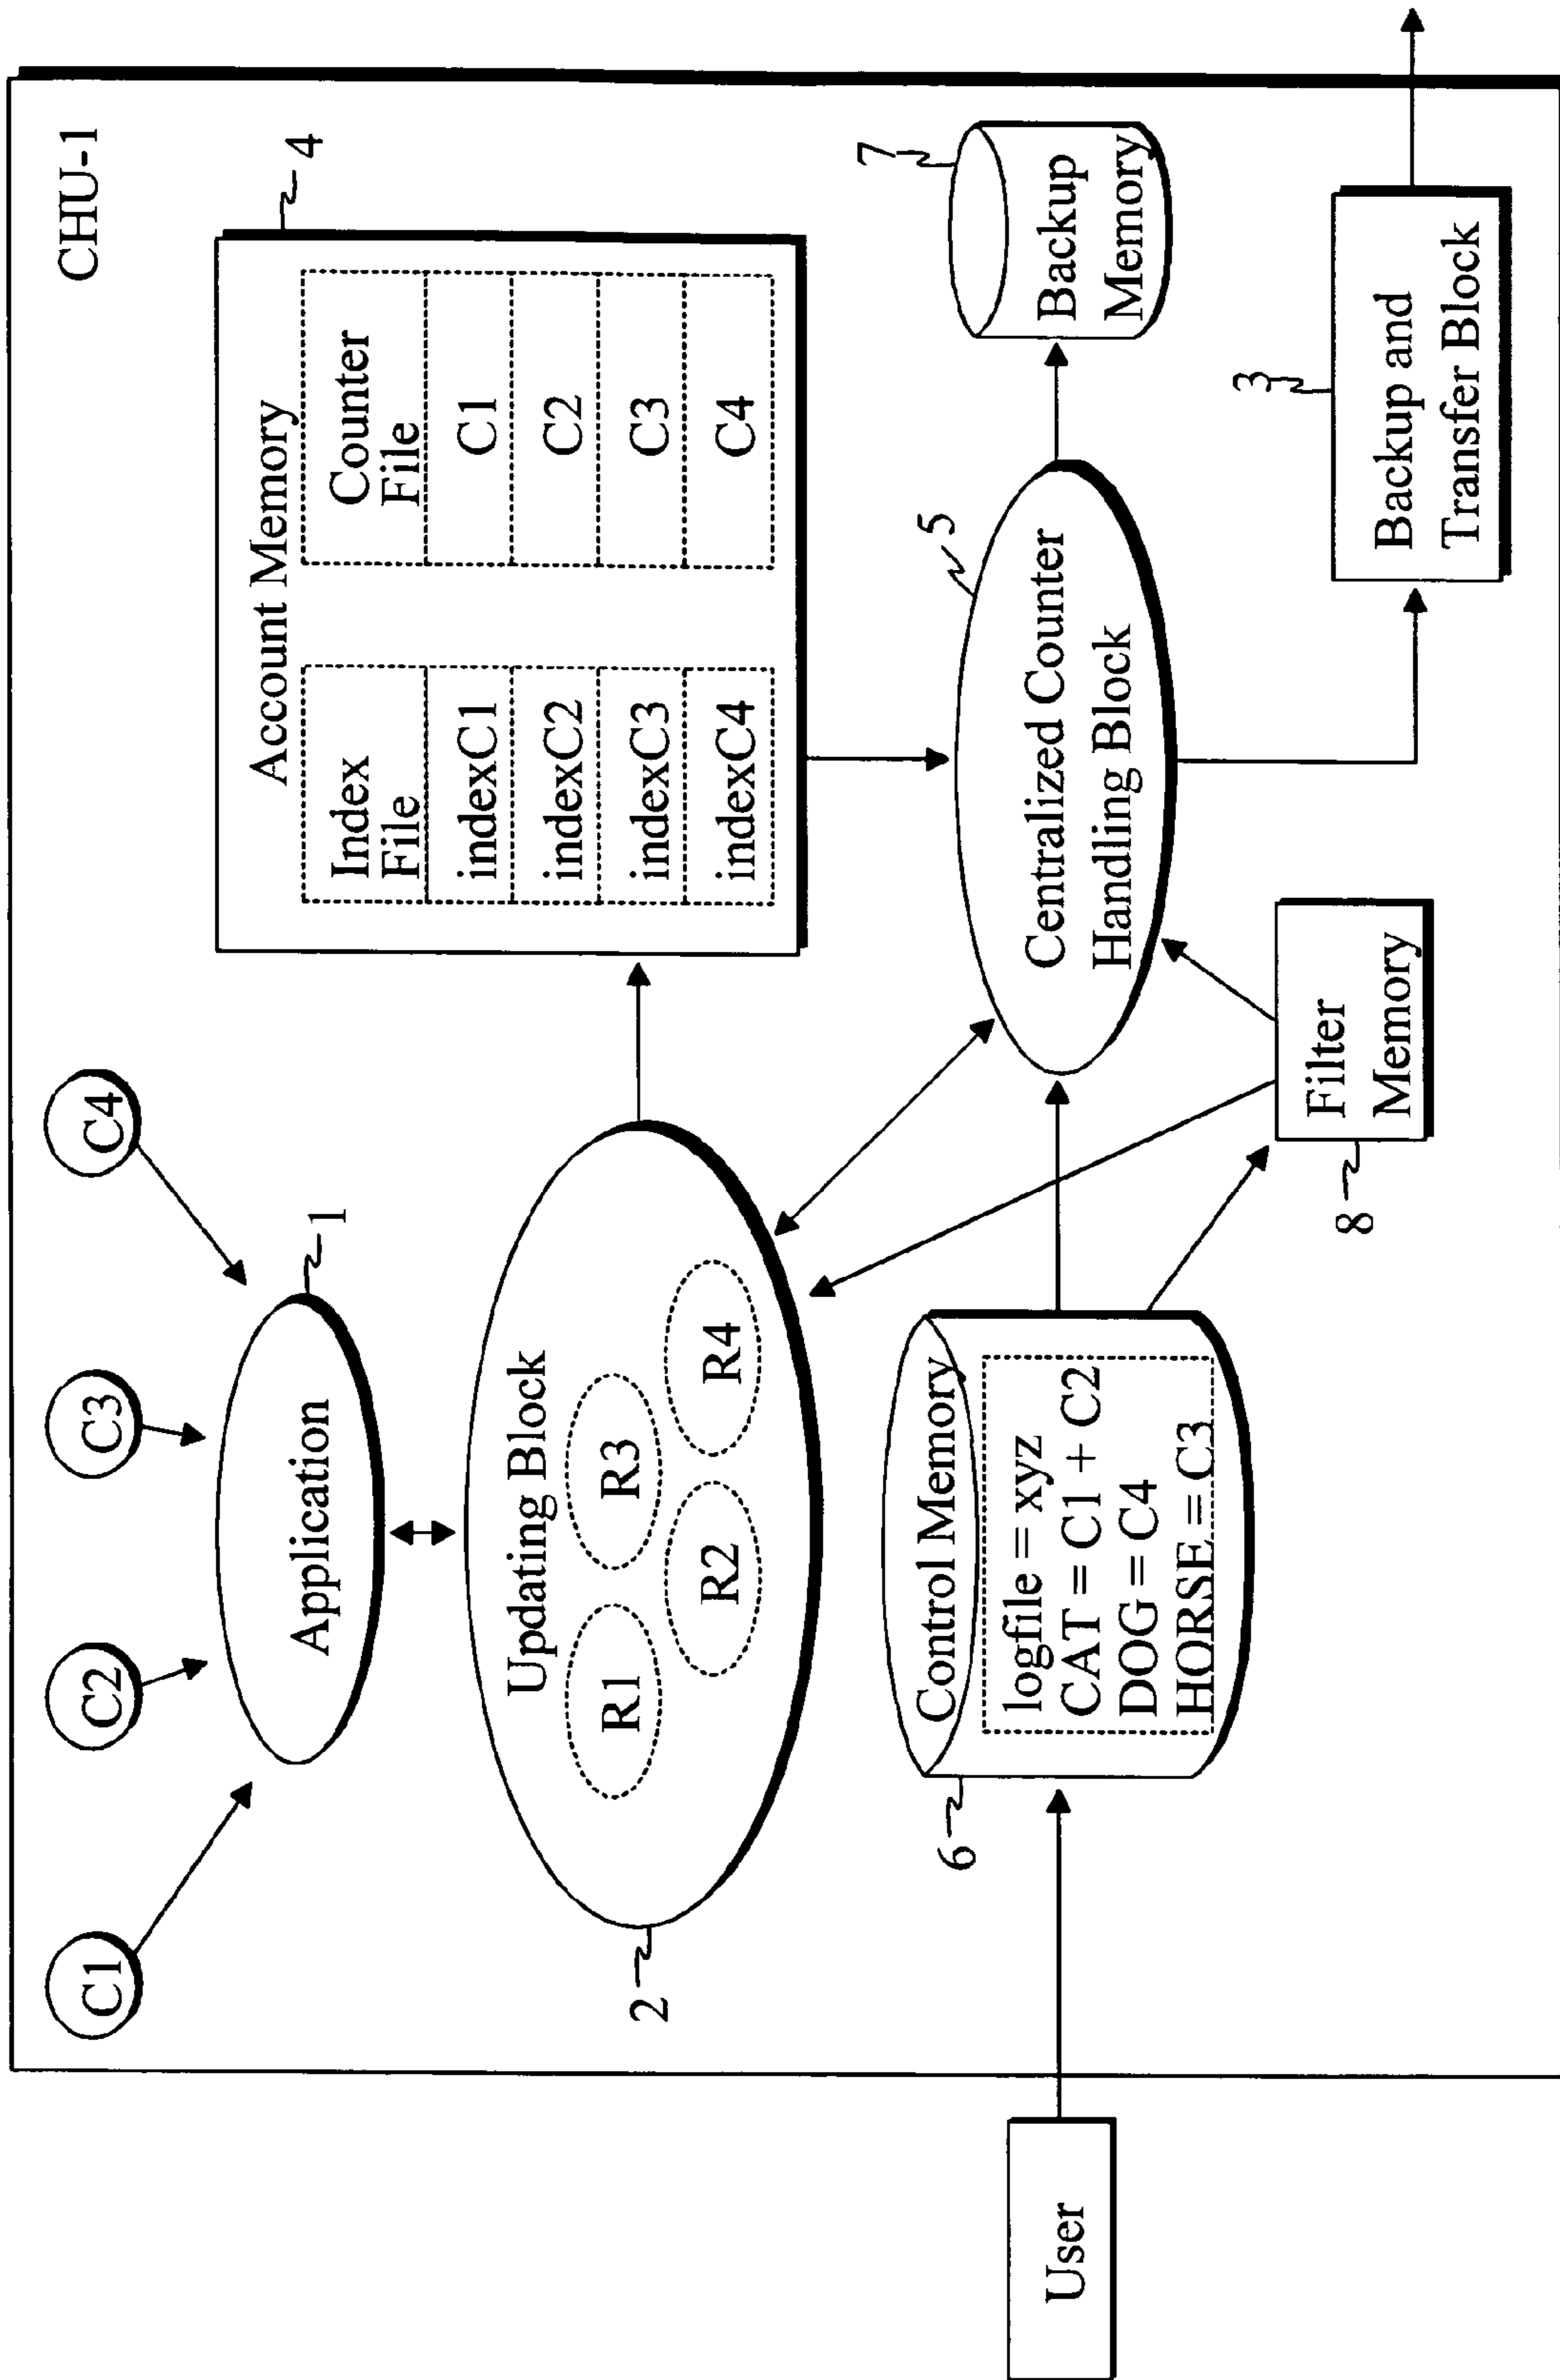 CHU-1
C1
C2
C3
C4
Application
1
Account Memory
4
Index
File
indexC1
indexC2
indexC3
indexC4
Counter
File
C1
C2
C3
C4
Updating Block
R1
R3
R2
R4
2
Centralized Counter
Handling Block
5
Backup
Memory
7
User
Control Memory
logfile = xyz
CAT = C1 + C2
DOG = C4
HORSE = C3
6
Filter
Memory
8
Backup and
Transfer Block
3